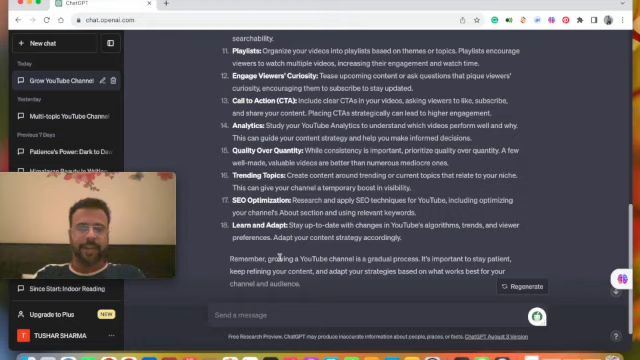 ChatGPT
chat.openai.com
New chat
Today
Grow YouTube Channel
Yesterday
Multi-topic YouTube Channel
Previous 7 Days
Patience's Power: Dark to Daw
Himalayan Beauty in Writing
Since Start: Indoor Reading
Upgrade to Plus
NEW
TUSHAR SHARMA
searchability.
11. Playlists: Organize your videos into playlists based on themes or topics. Playlists encourage
viewers to watch multiple videos, increasing their engagement and watch time.
12. Engage Viewers' Curiosity: Tease upcoming content or ask questions that pique viewers'
curiosity, encouraging them to subscribe to stay updated.
13. Call to Action (CTA): Include clear CTAs in your videos, asking viewers to like, subscribe,
and share your content. Placing CTAs strategically can lead to higher engagement.
14. Analytics: Study your YouTube Analytics to understand which videos perform well and why.
This can guide your content strategy and help you make informed decisions.
15. Quality Over Quantity: While consistency is important, prioritize quality over quantity. A few
well-made, valuable videos are better than numerous mediocre ones.
16. Trending Topics: Create content around trending or current topics that relate to your niche.
This can give your channel a temporary boost in visibility.
17. SEO Optimization: Research and apply SEO techniques for YouTube, including optimizing
your channel's About section and using relevant keywords.
18. Learn and Adapt: Stay up-to-date with changes in YouTube's algorithms, trends, and viewer
preferences. Adapt your content strategy accordingly.
Remember, growing a YouTube channel is a gradual process. It's important to stay patient,
keep refining your content, and adapt your strategies based on what works best for your
channel and audience.
Regenerate
Send a message
Free Research Preview. ChatGPT may produce inaccurate information about people, places, or facts. ChatGPT August 3 Version